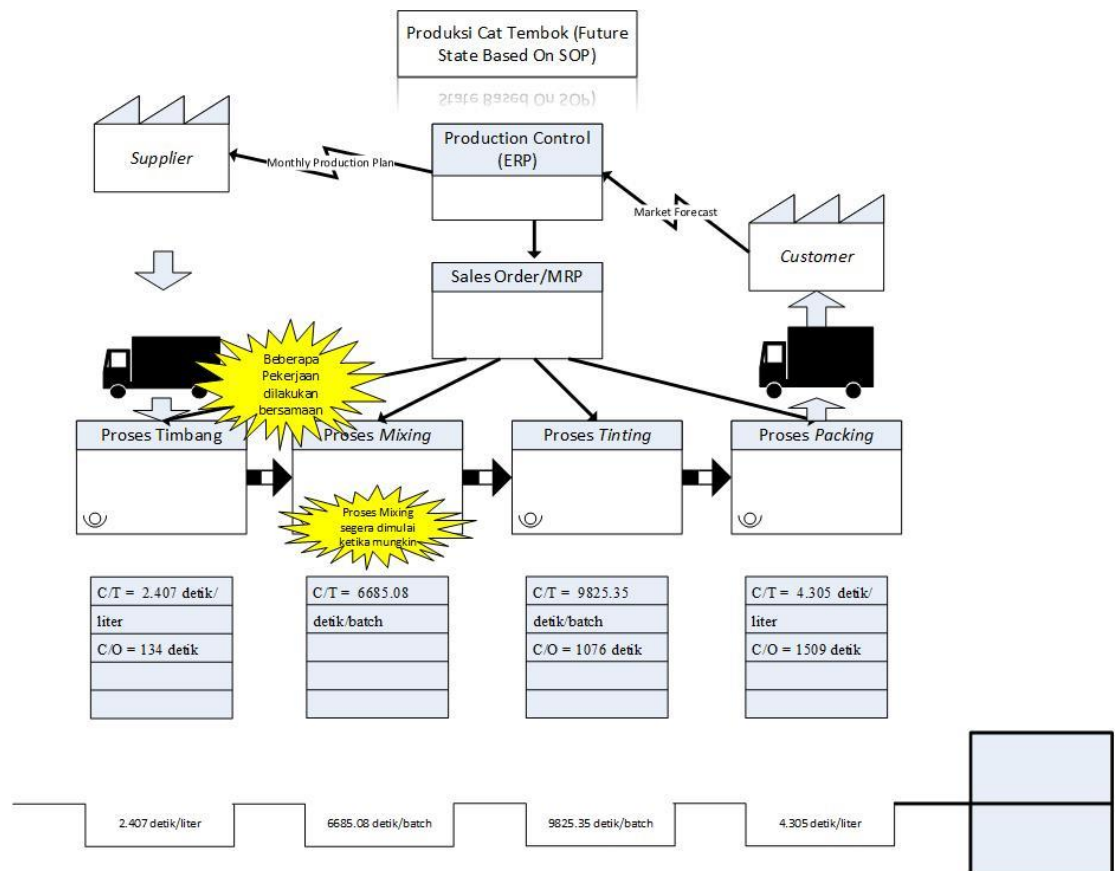 Produksi Cat Tembok (Future
State Based On SOP)
Production Control
(ERP)
Supplier
Monthly Production Plan
Market Forecast
Customer
Sales Order/MRP
Beberapa
Pekerjaan
dilakukan
bersamaan
Proses Timbang
Proses Mixing
Proses Tinting
Proses Packing
Proses Mixing
segera dimulai
ketika mungkin
C/T = 2.407 detik/
liter
C/O = 134 detik
C/T = 6685.08
detik/batch
C/T = 9825.35
detik/batch
C/O = 1076 detik
C/T = 4.305 detik/
liter
C/O = 1509 detik
2.407 detik/liter
6685.08 detik/batch
9825.35 detik/batch
4.305 detik/liter